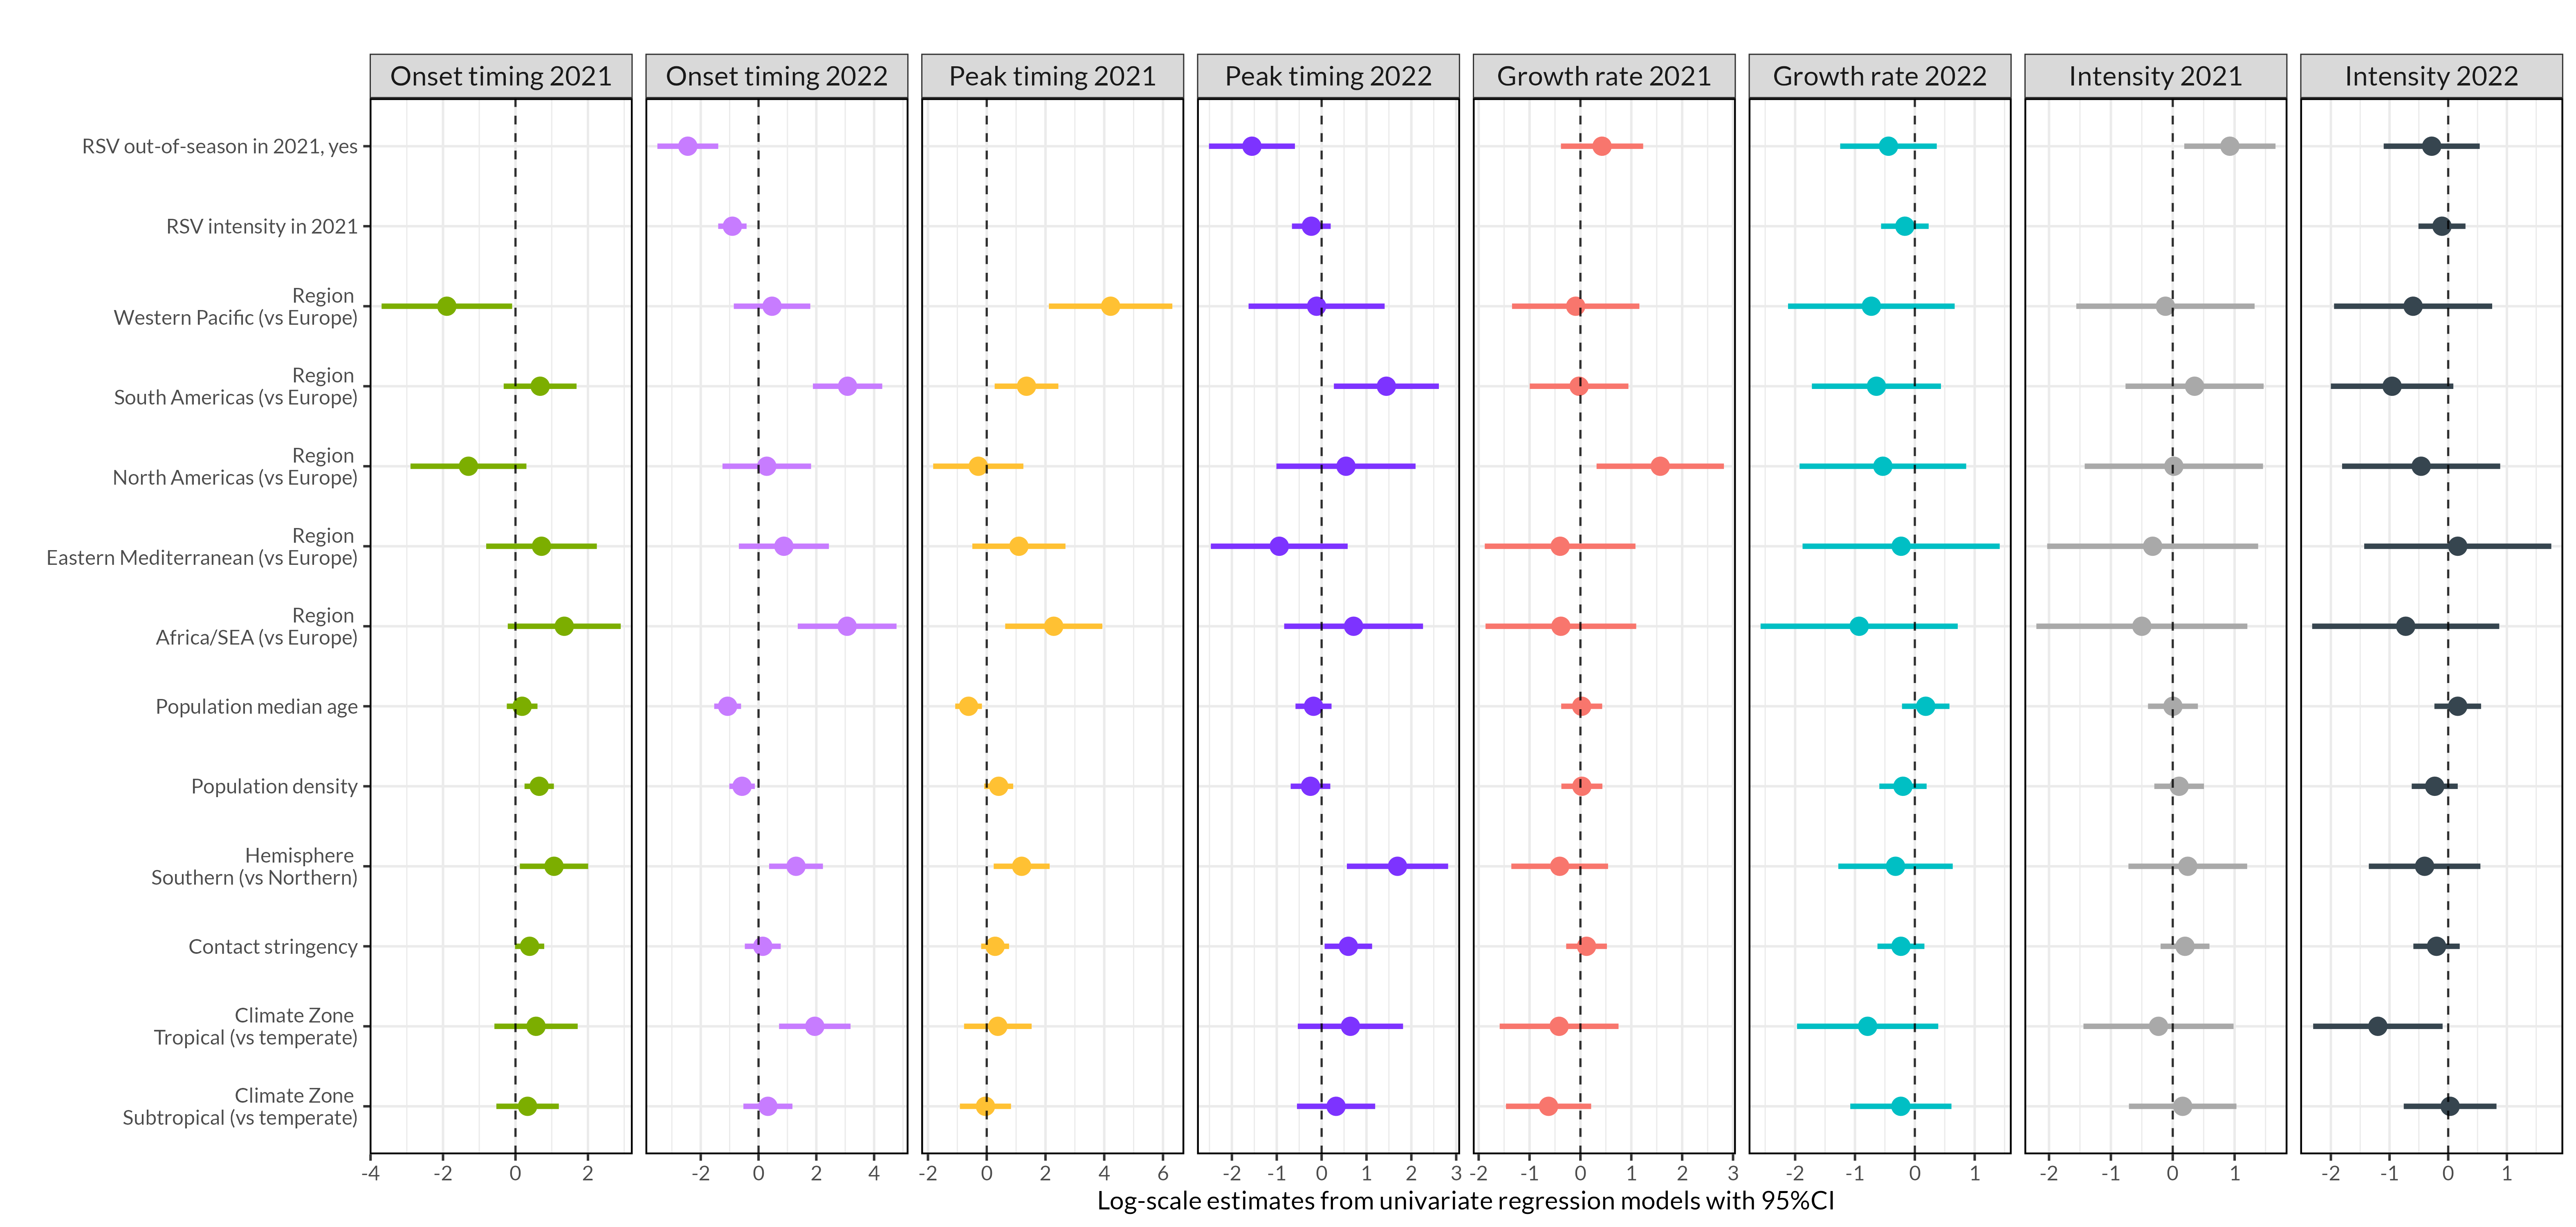 Onset timing 2021
Onset timing 2022
Peak timing 2021
Peak timing 2022
Growth rate 2021
Growth rate 2022
Intensity 2021
Intensity 2022
RSV out-of-season in 2021, yes
RSV intensity in 2021
Region
Western Pacific (vs Europe)
Region
South Americas (vs Europe)
Region
North Americas (vs Europe)
Region
Eastern Mediterranean (vs Europe)
Region
Africa/SEA (vs Europe)
Population median age
Population density
Hemisphere
Southern (vs Northern)
Contact stringency
Climate Zone
Tropical (vs temperate)
Climate Zone
Subtropical (vs temperate)
-4 -2 0 2
-2 0 2 4
-2 0 2 4 6
-2 -1 0 1 2 3
-2 -1 0 1 2 3
-2 -1 0 1
-2 -1 0 1
-2 -1 0 1
Log-scale estimates from univariate regression models with 95%CI